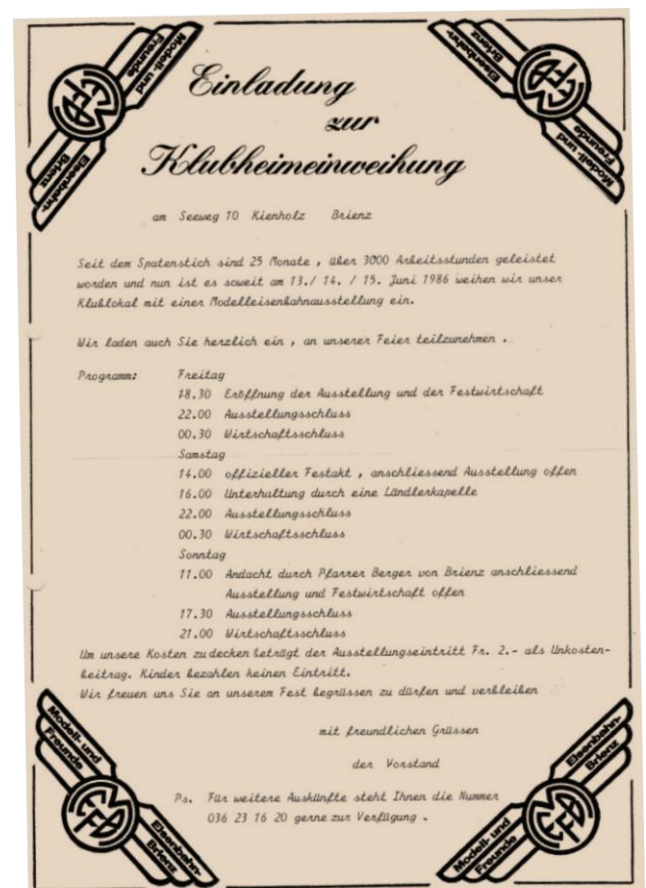 Modell- und
Freunde
Eisenbahn-
Brienz
MEFB
Eisenbahn-
Brienz
Modell- und
Freunde
MEFB
Einladung
zur
Klubheimeinweihung
am Seeweg 10 Kienholz Brienz
Seit dem Spatenstich sind 25 Monate , über 3000 Arbeitsstunden geleistet
worden und nun ist es soweit am 13./ 14. / 15. Juni 1986 weihen wir unser
Klublokal mit einer Modelleisenbahnausstellung ein.
Wir laden auch Sie herzlich ein , an unserer Feier teilzunehmen .
Programm: Freitag
18.30 Eröffnung der Ausstellung und der Festwirtschaft
22.00 Ausstellungsschluss
00.30 Wirtschaftsschluss
Samstag
14.00 offizieller Festakt , anschliessend Ausstellung offen
16.00 Unterhaltung durch eine Ländlerkapelle
22.00 Ausstellungsschluss
00.30 Wirtschaftsschluss
Sonntag
11.00 Andacht durch Pfarrer Berger von Brienz anschliessend
Ausstellung und Festwirtschaft offen
17.30 Ausstellungsschluss
21.00 Wirtschaftsschluss
Um unsere Kosten zu decken beträgt der Ausstellungseintritt Fr. 2.- als Unkosten-
beitrag. Kinder bezahlen keinen Eintritt.
Wir freuen uns Sie an unserem Fest begrüssen zu dürfen und verbleiben
mit freundlichen Grüssen
der Vorstand
Ps. Für weitere Auskünfte steht Ihnen die Nummer
036 23 16 20 gerne zur Verfügung .
Modell- und
Freunde
Eisenbahn-
Brienz
MEFB
Eisenbahn-
Brienz
Modell- und
Freunde
MEFB